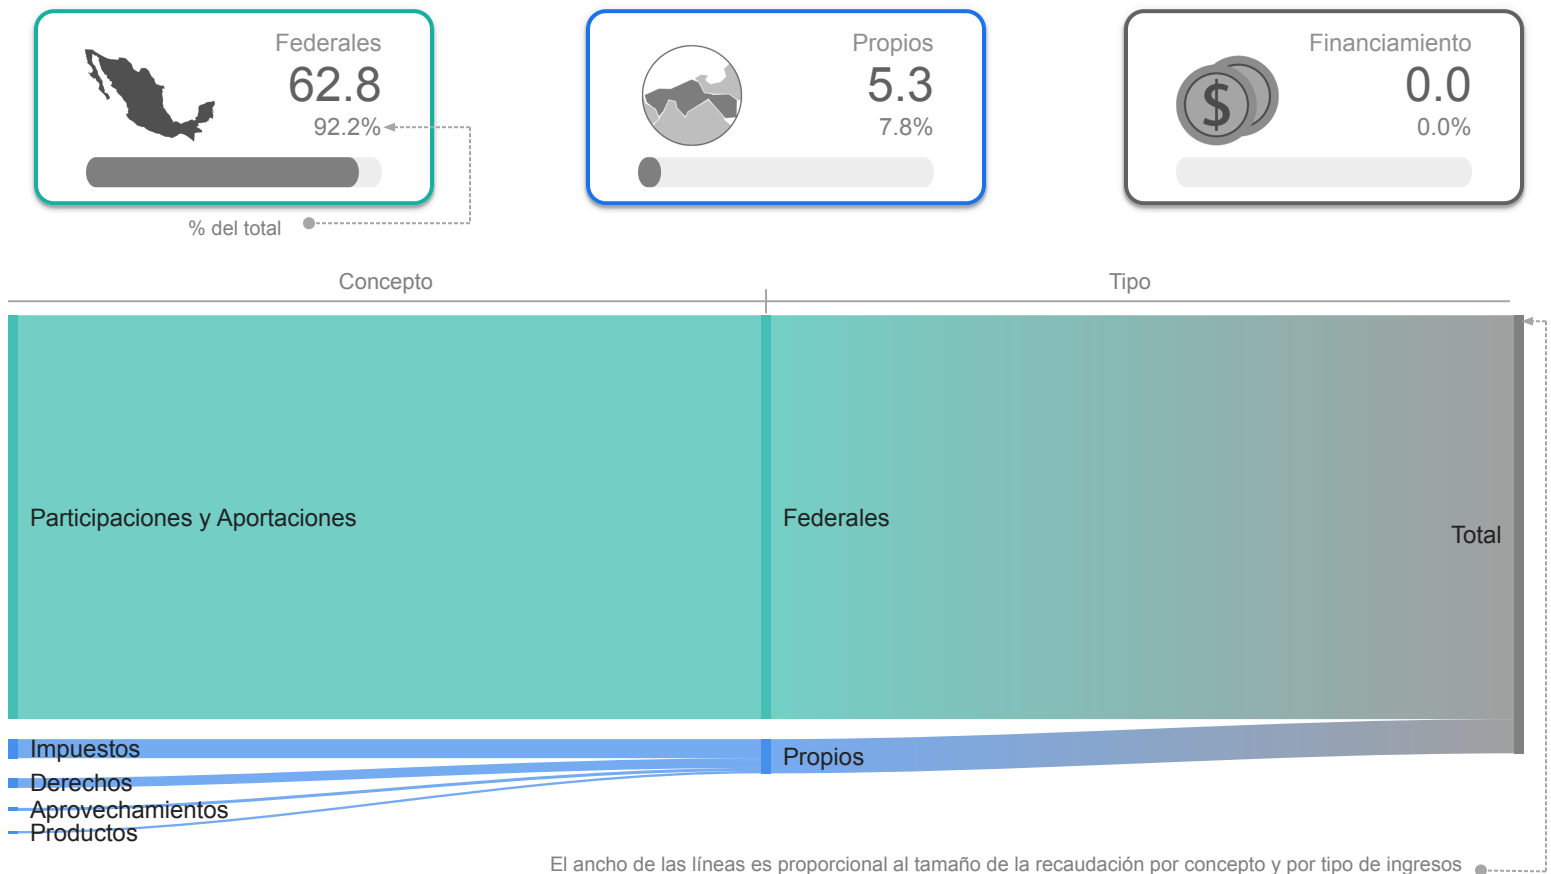 Federales
62.8
92.2%
Propios
5.3
7.8%
Financiamiento
0.0
0.0%
$
% del total
Concepto
Tipo
Participaciones y Aportaciones
Federales
Total
Impuestos
Propios
Derechos
Aprovechamientos
Productos
El ancho de las líneas es proporcional al tamaño de la recaudación por concepto y por tipo de ingresos